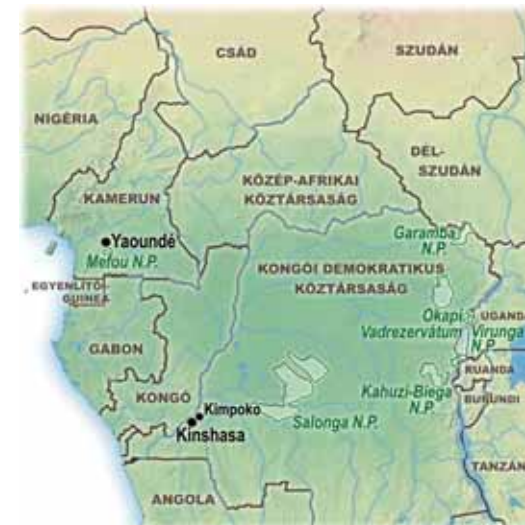 CSÁD
SZUDÁN
NIGÉRIA
DÉL-
SZUDÁN
KAMERUN
KÖZÉP-AFRIKAI
KÖZTÁRSASÁG
Yaoundé
Mefou N.P.
Garamba
N.P.
KONGÓI DEMOKRATIKUS
KÖZTÁRSASÁG
EGYENLÍTŐI
GUINEA
Okapi
Vadrezervátum
UGANDA
Virunga
N.P.
GABON
RUANDA
KONGÓ
Kimpoko
Kinshasa
Salonga N.P.
Kahuzi-Biega
N.P.
BURUNDI
TANZÁN
ANGOLA